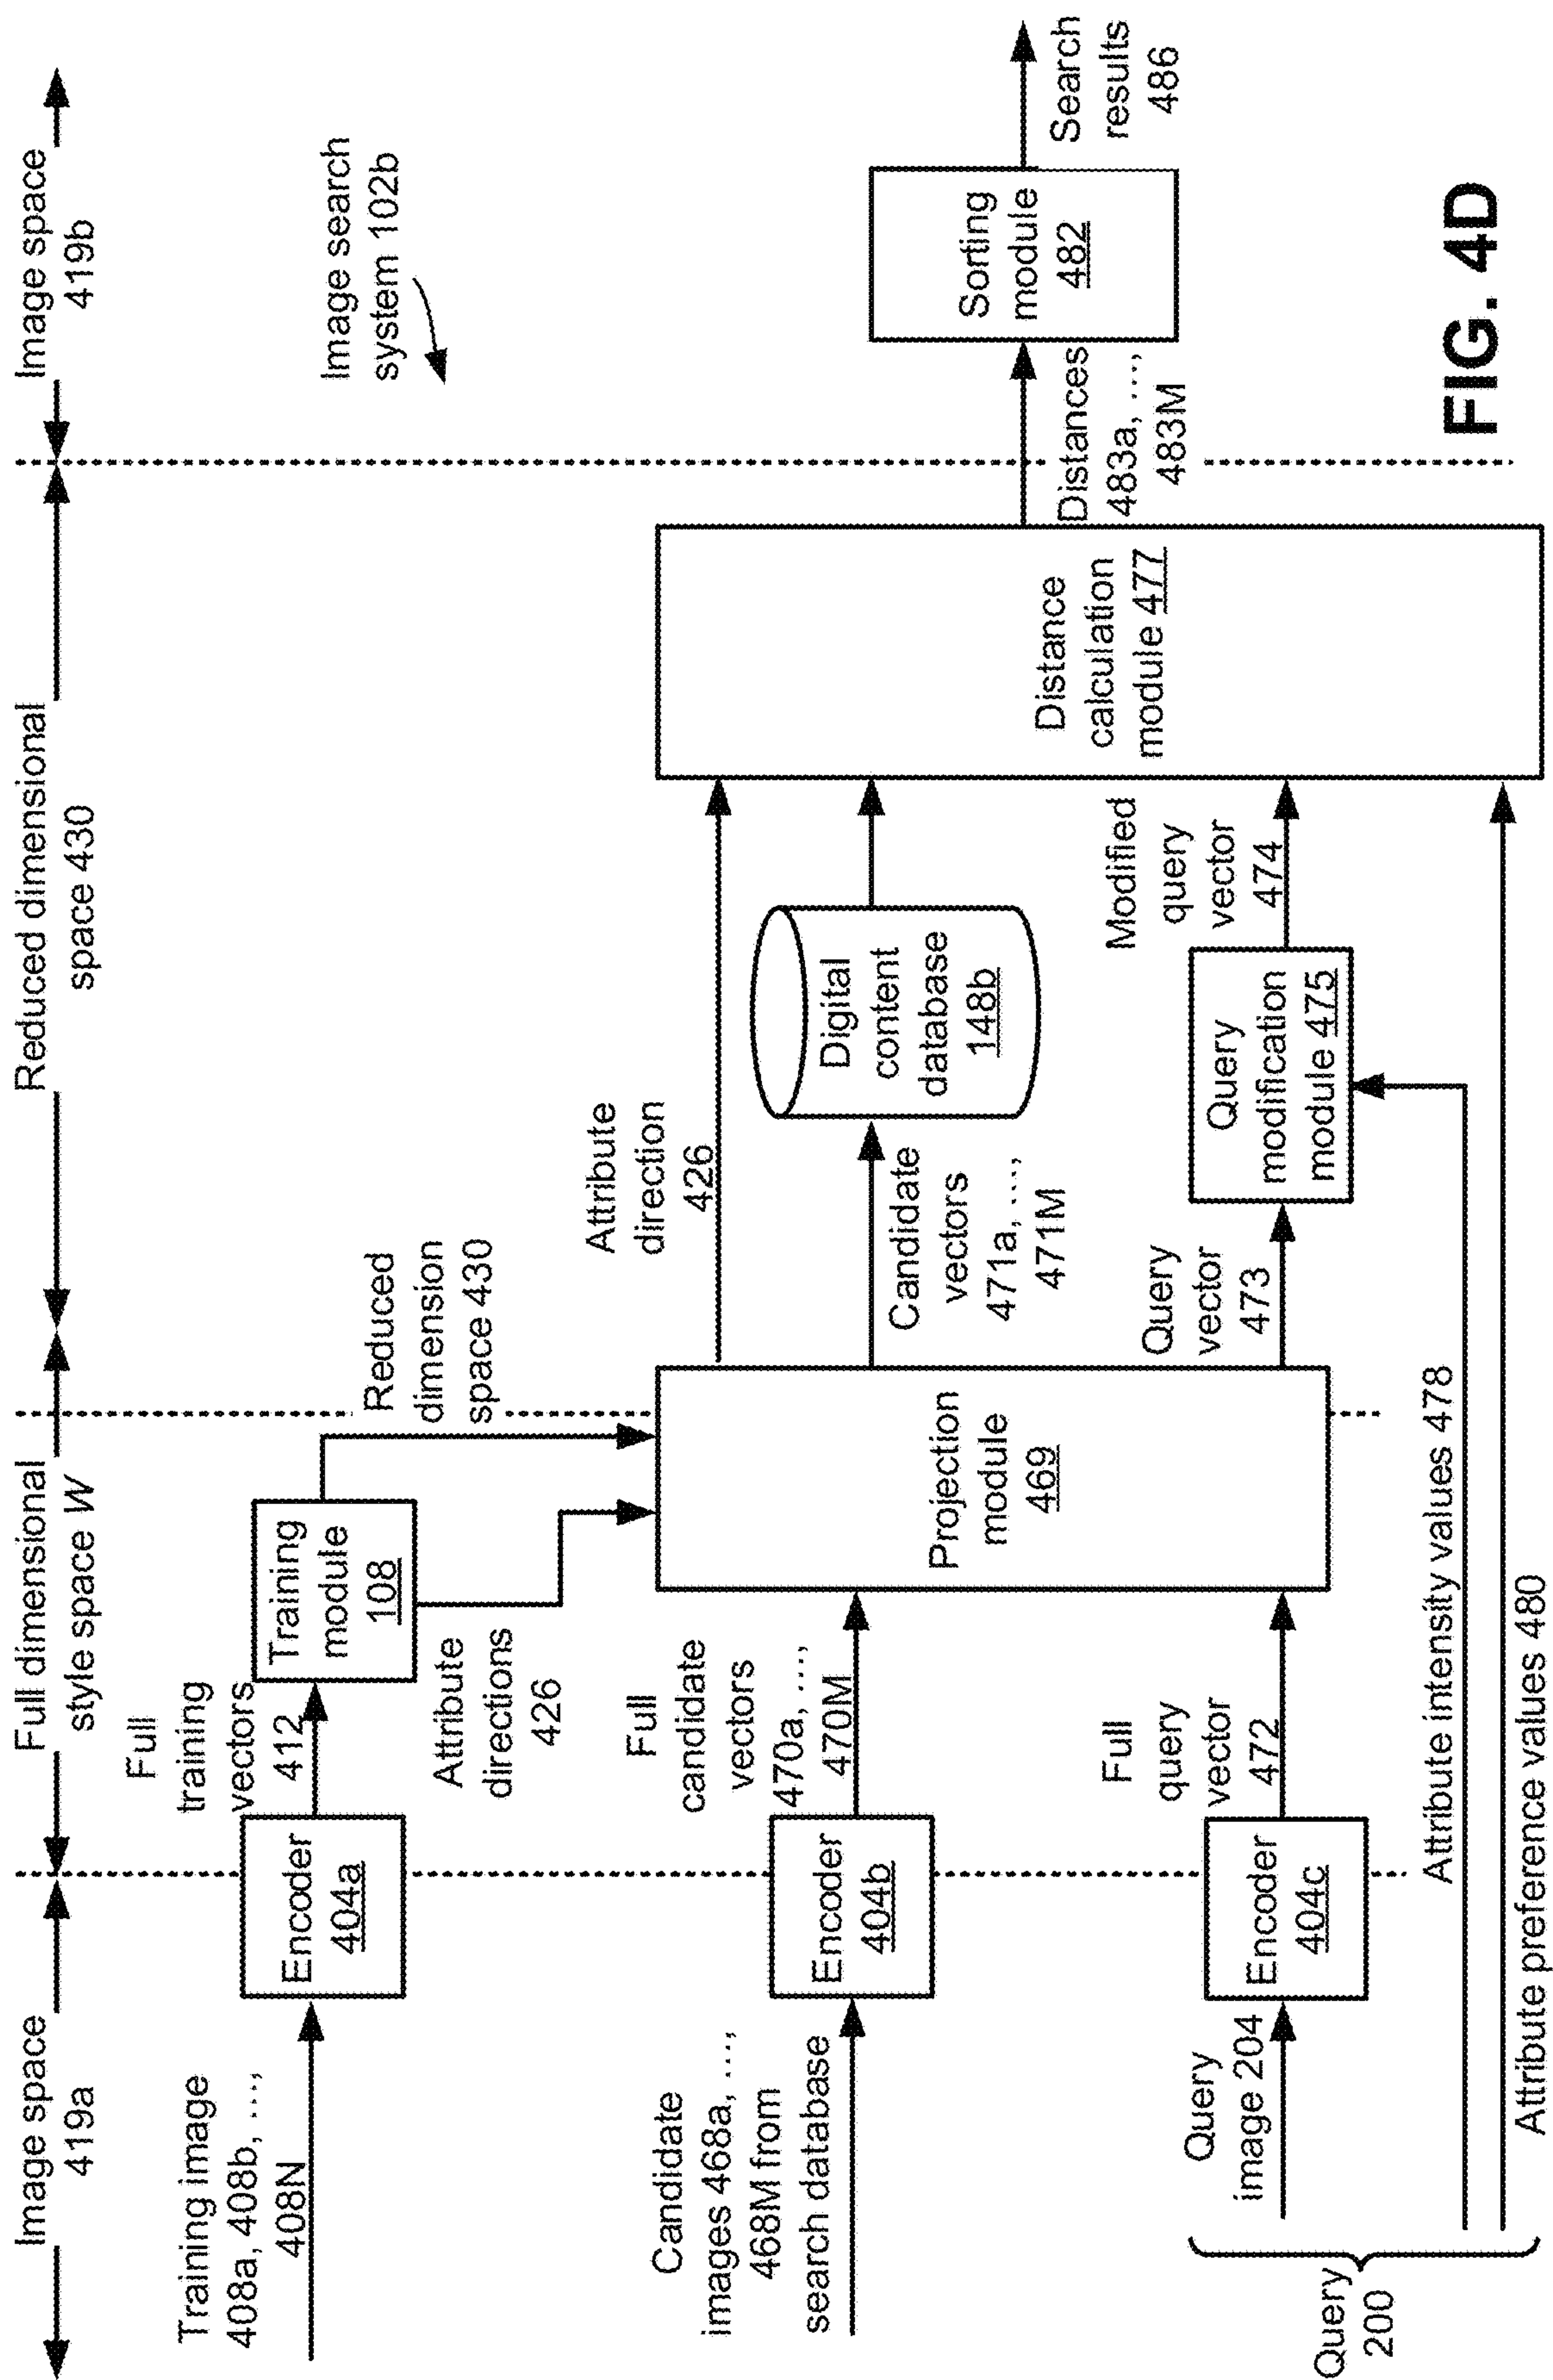 Image space
419a
Full dimensional
style space W
Reduced dimensional
space 430
Image space
419b
Image search
system 102b
Training image
408a, 408b, ....,
408N
Encoder
404a
Full
training
vectors
412
Training
module
108
Attribute
directions
426
Reduced
dimension
space 430
Candidate
images 468a, ...,
468M from
search database
Encoder
404b
Full
candidate
vectors
470a, ...,
470M
Projection
module
469
Attribute
direction
426
Candidate
vectors
471a, ...,
471M
Digital
content
database
148b
Query
200
Query
image 204
Encoder
404c
Full
query
vector
472
Query
vector
473
Query
modification
module 475
Modified
query
vector
474
Attribute intensity values 478
Attribute preference values 480
Distance
calculation
module 477
Distances
483a, ...,
483M
Sorting
module
482
Search
results
486
FIG. 4D